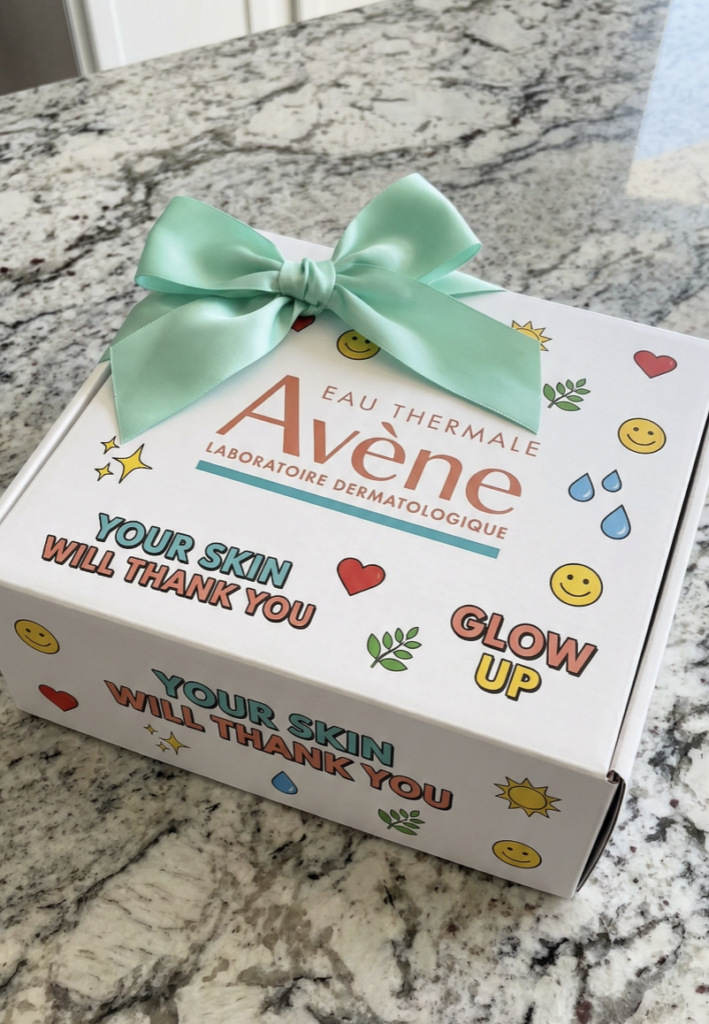 EAU THERMALE
Avène
LABORATOIRE DERMATOLOGIQUE
YOUR SKIN
WILL THANK YOU
GLOW
UP
YOUR SKIN
WILL THANK YOU